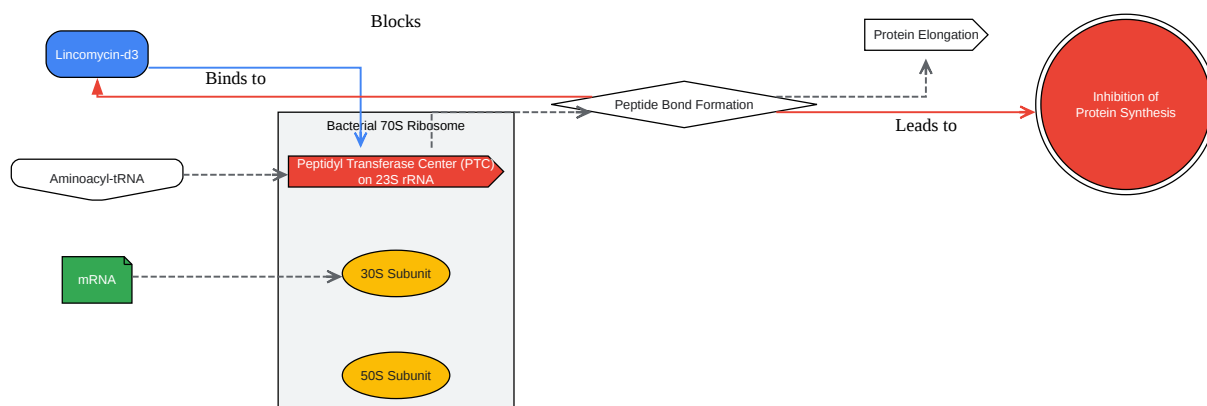 Blocks
Protein Elongation
Lincomycin-d3
Binds to
Peptide Bond Formation
Inhibition of
Protein Synthesis
Leads to
Bacterial 70S Ribosome
Peptidyl Transferase Center (PTC)
on 23S rRNA
Aminoacyl-tRNA
mRNA
30S Subunit
50S Subunit